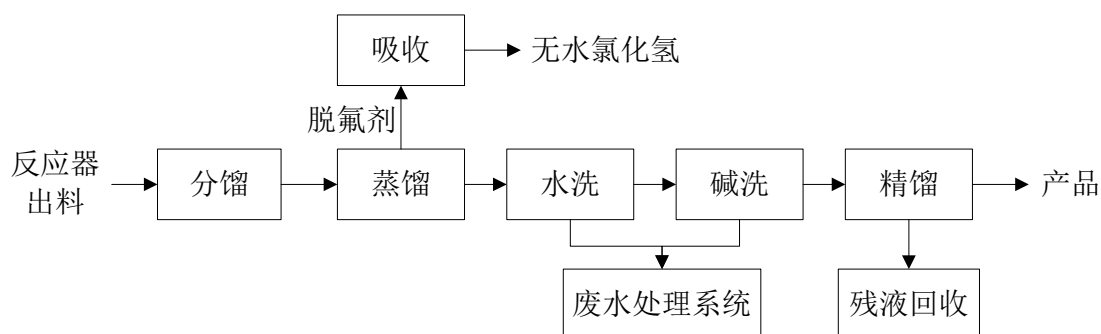 吸收
无水氯化氢
脱氟剂
反应器
出料
分馏
蒸馏
水洗
碱洗
精馏
产品
废水处理系统
残液回收